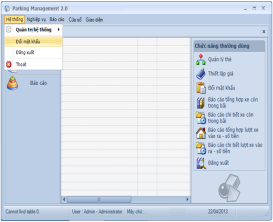 Parking Management 2.0
Hệ thống Nghiệp vụ Báo cáo Cửa sổ Giao diện
Quản trị hệ thống
Đổi mật khẩu
Đăng xuất
Thoát
Báo cáo
Chức năng thường dùng
Quản lý thẻ
Thiết lập giá
Đổi mật khẩu
Báo cáo tổng hợp xe còn trong bãi
Báo cáo chi tiết xe còn trong bãi
Báo cáo tổng hợp lượt xe vào ra - số tiền
Báo cáo chi tiết lượt xe vào ra - số tiền
Đăng xuất
Cannot find table 0.
User : Admin - Administrator
Máy chủ :
22/04/2013